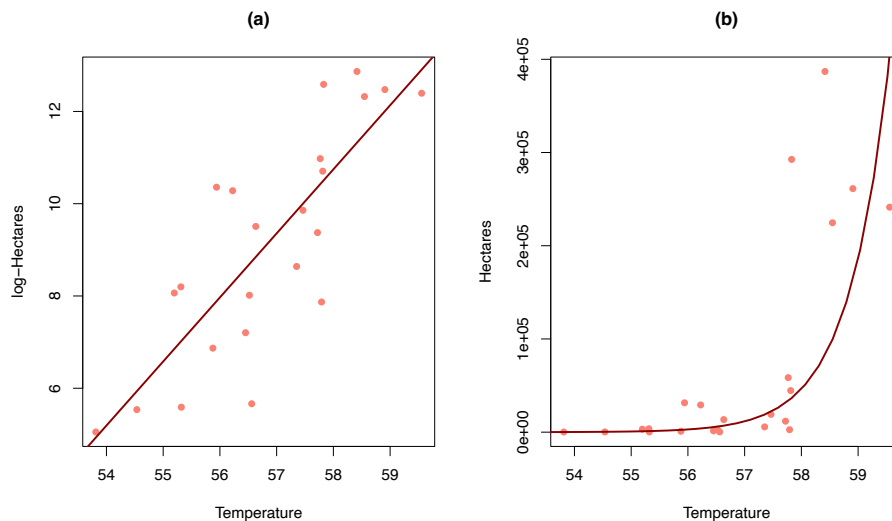 (a)
log−Hectares
12
10
8
6
54 55 56 57 58 59
Temperature
(b)
Hectares
4e+05
3e+05
2e+05
1e+05
0e+00
54 55 56 57 58 59
Temperature